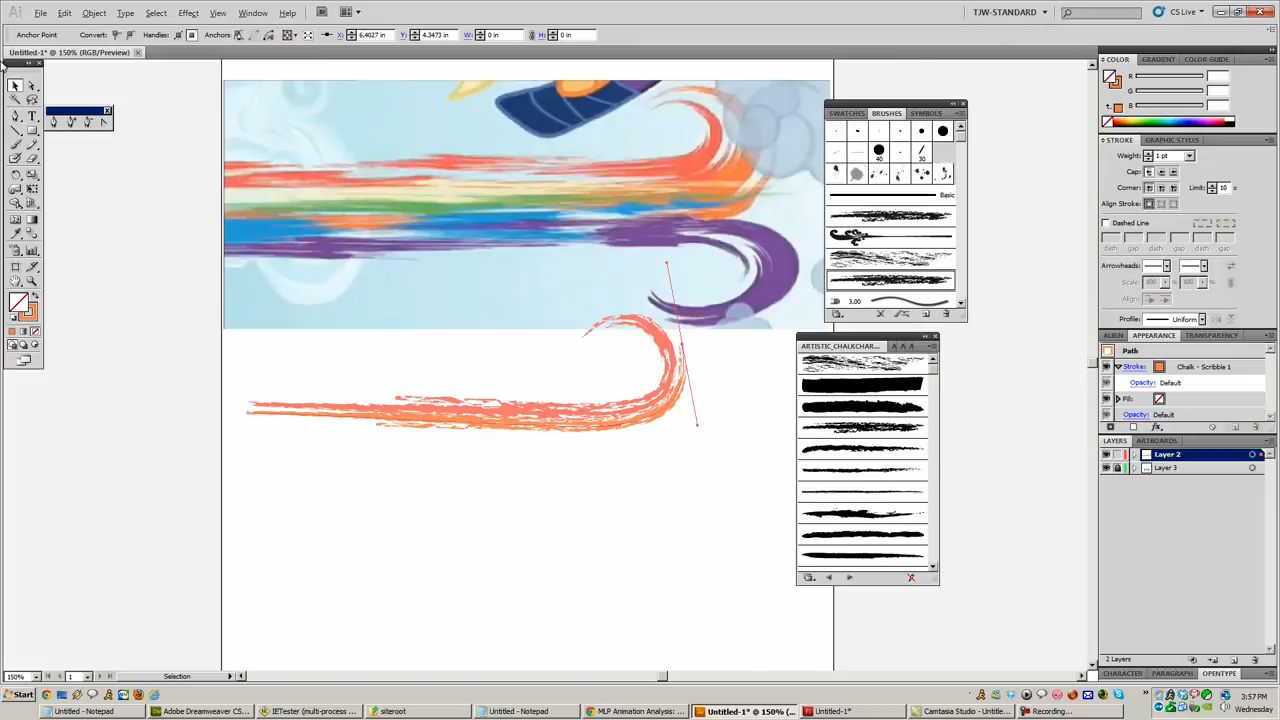 Ai File Edit Object Type Select Effect View Window Help TJW-STANDARD CS Live
Anchor Point Convert: Handles: Anchors: X: 6.4027 in Y: 4.3473 in W: 0 in H: 0 in
Untitled-1* @ 150% (RGB/Preview)
COLOR GRADIENT COLOR GUIDE
R
G
B
SWATCHES BRUSHES SYMBOLS
40 30
Basic
3.00
STROKE GRAPHIC STYLES
Weight: 1 pt
Cap:
Corner: Limit: 10 x
Align Stroke:
Dashed Line
dash gap dash gap dash gap
Arrowheads:
Scale: 100 % 100 %
Align:
Profile: Uniform
ARTISTIC_CHALKCHAR...
ALIGN APPEARANCE TRANSPARENCY
Path
Stroke: Chalk - Scribble 1
Opacity: Default
Fill:
Opacity: Default
LAYERS ARTBOARDS
Layer 2
Layer 3
2 Layers
CHARACTER PARAGRAPH OPENTYPE
150% 1 Selection
Start 3:57 PM
Wednesday
Untitled - Notepad Adobe Dreamweaver CS... IETester (multi-process ... siteroot Untitled - Notepad MLP Animation Analysis: ... Untitled-1* @ 150% (... Untitled-1* Camtasia Studio - Untitle... Recording...